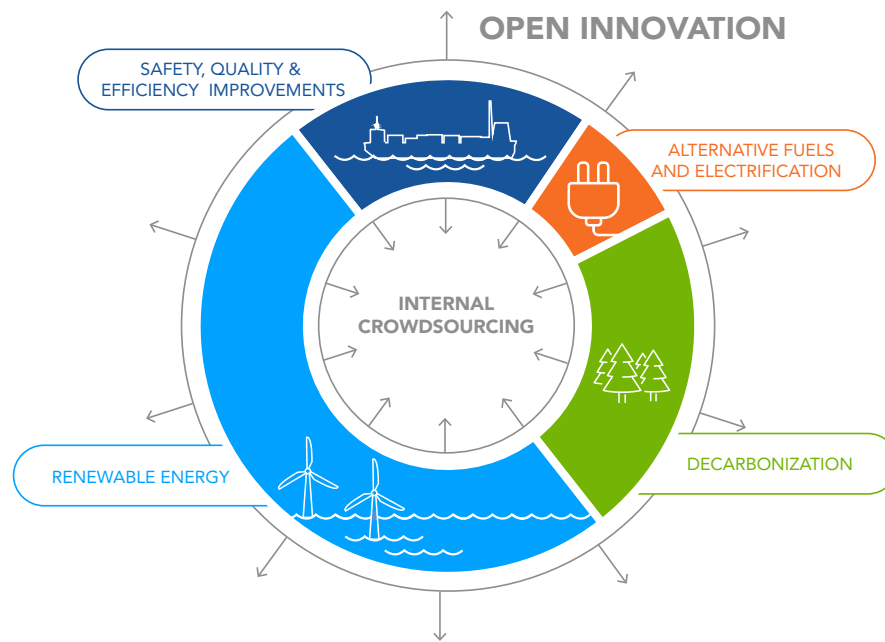 OPEN INNOVATION
SAFETY, QUALITY &
EFFICIENCY IMPROVEMENTS
ALTERNATIVE FUELS
AND ELECTRIFICATION
INTERNAL
CROWDSOURCING
RENEWABLE ENERGY
DECARBONIZATION